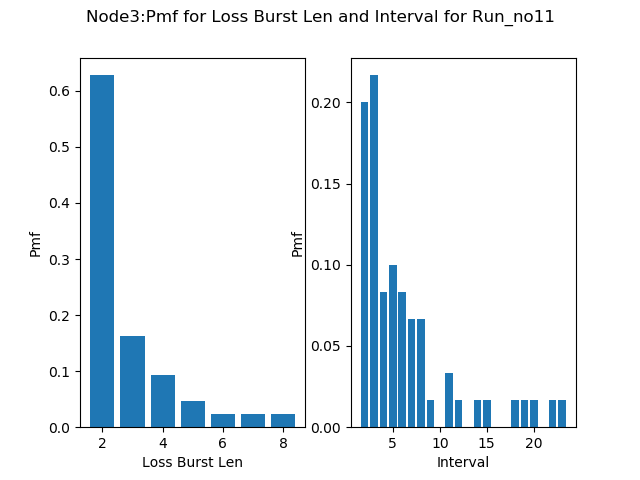 Node3:Pmf for Loss Burst Len and Interval for Run_no11
Pmf
0.6
0.5
0.4
0.3
0.2
0.1
0.0
2 4 6 8
Loss Burst Len
Pmf
0.20
0.15
0.10
0.05
0.00
5 10 15 20
Interval